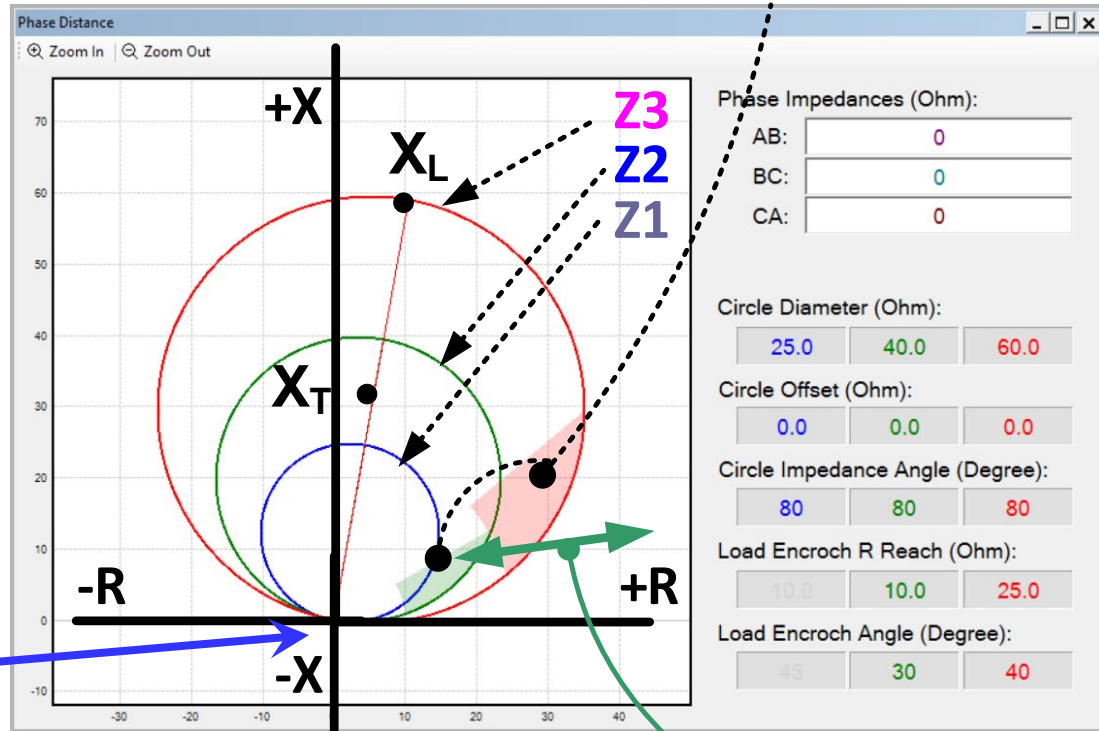 Phase Distance
Zoom In Zoom Out
+X
-X
-R
+R
XL
XT
Z3
Z2
Z1
70
60
50
40
30
20
10
0
-10
-30
-20
-10
10
20
30
40
Phase Impedances (Ohm):
AB: 0
BC: 0
CA: 0
Circle Diameter (Ohm):
25.0 40.0 60.0
Circle Offset (Ohm):
0.0 0.0 0.0
Circle Impedance Angle (Degree):
80 80 80
Load Encroch R Reach (Ohm):
10.0 10.0 25.0
Load Encroch Angle (Degree):
45 30 40